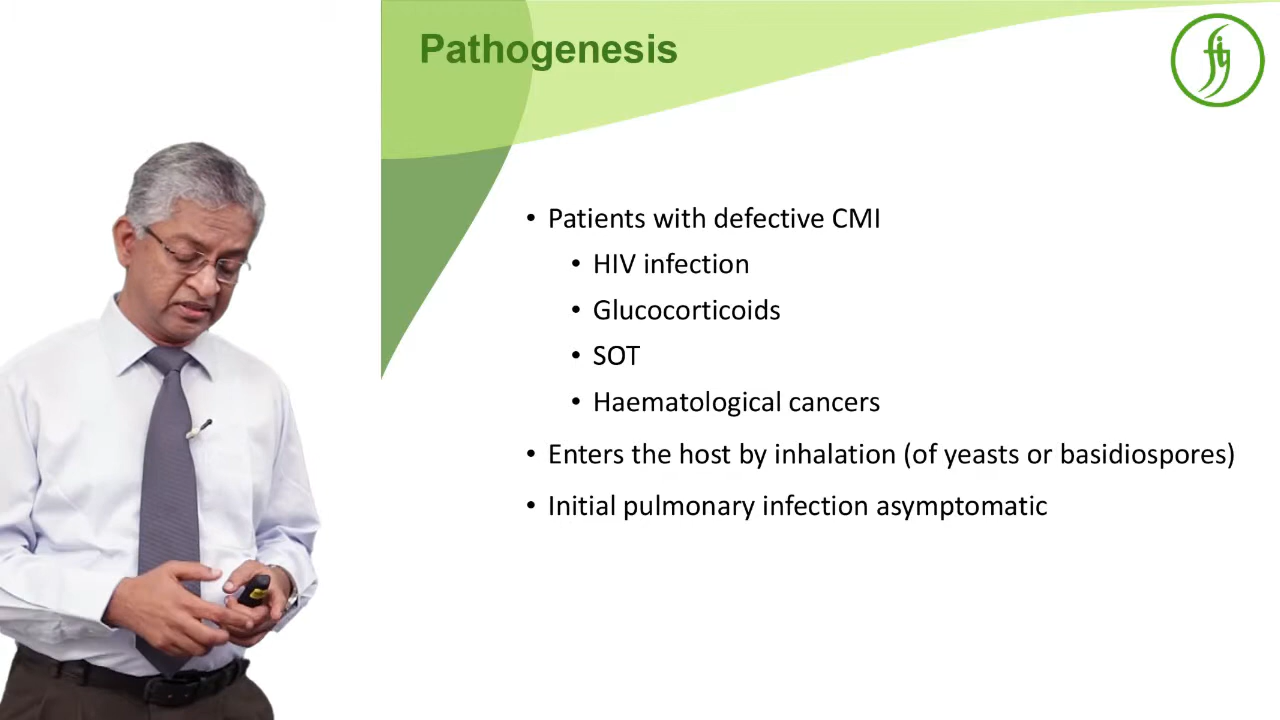 Pathogenesis
• Patients with defective CMI
• HIV infection
• Glucocorticoids
• SOT
• Haematological cancers
• Enters the host by inhalation (of yeasts or basidiospores)
• Initial pulmonary infection asymptomatic